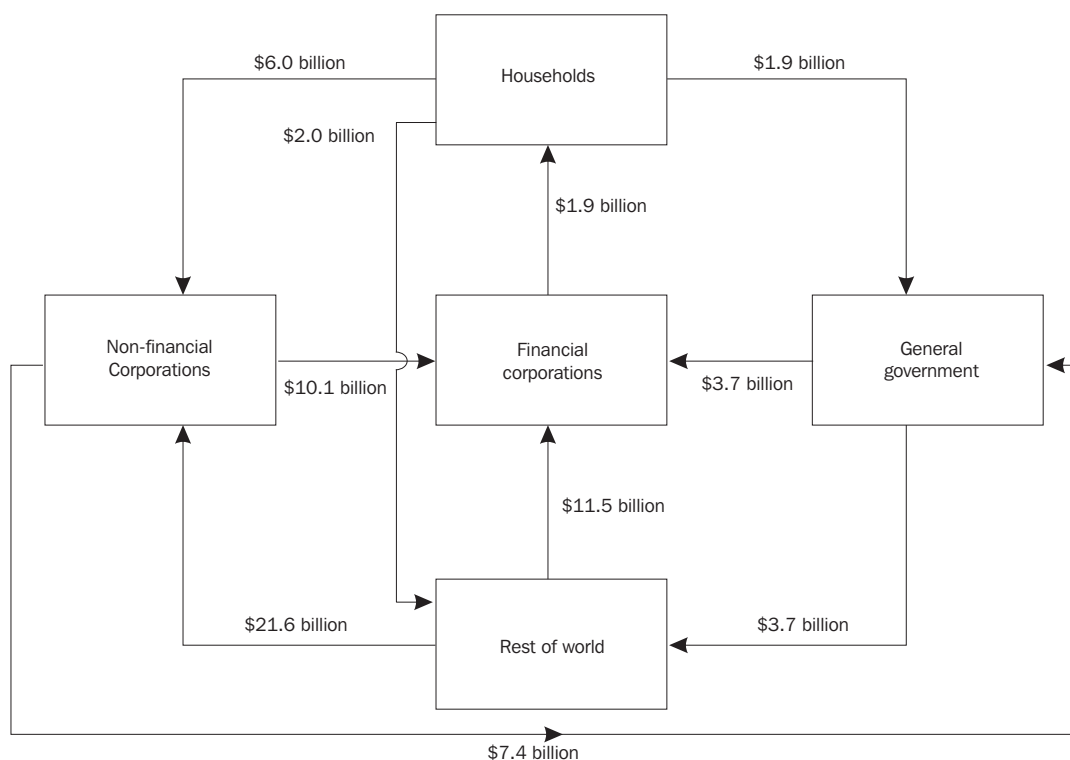 $6.0 billion
Households
$1.9 billion
$2.0 billion
$1.9 billion
Non-financial
Corporations
Financial
corporations
General
government
$10.1 billion
$3.7 billion
$11.5 billion
$21.6 billion
Rest of world
$3.7 billion
$7.4 billion